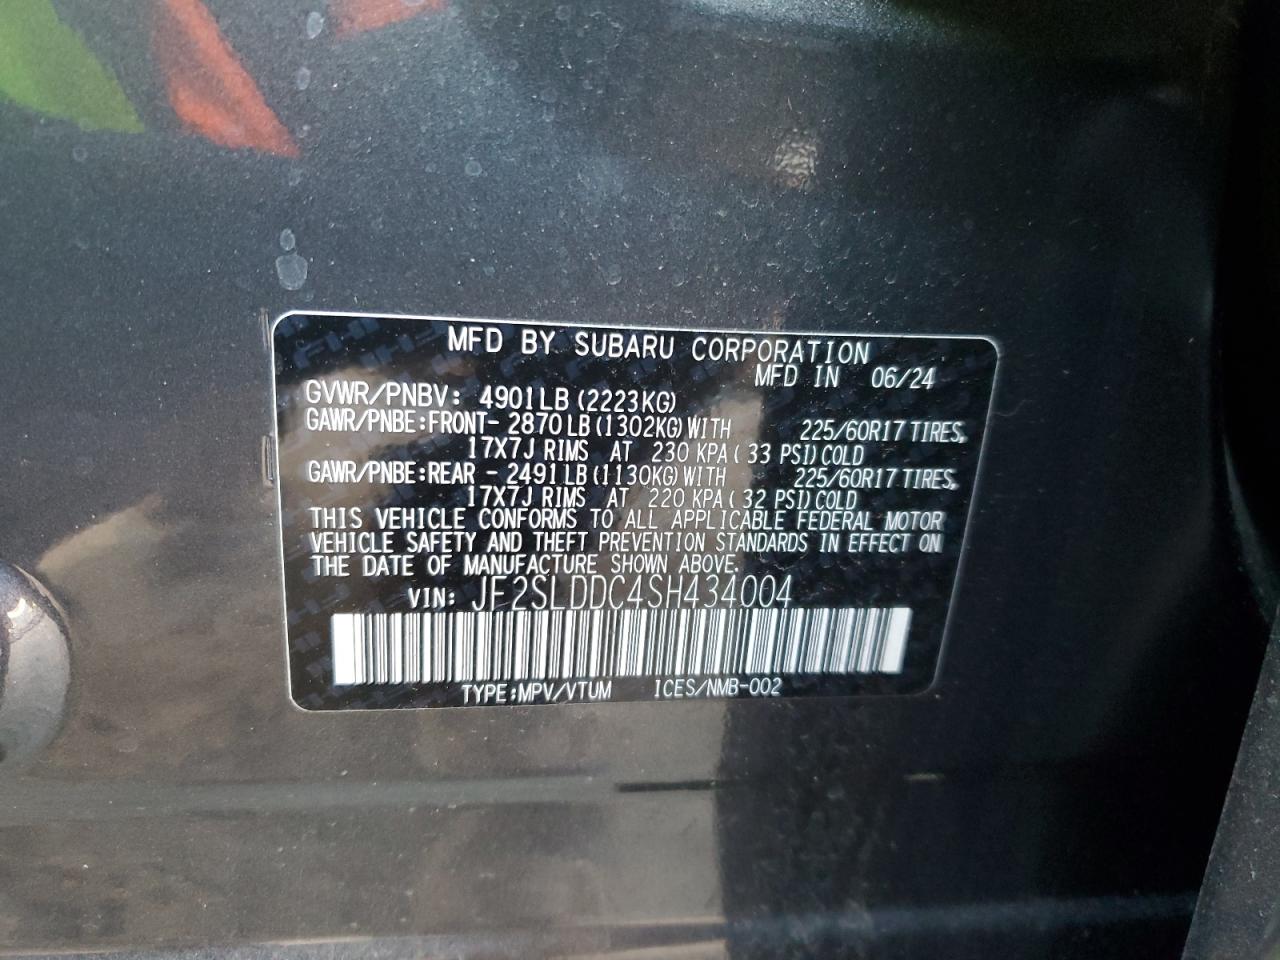 MFD BY SUBARU CORPORATION
MFD IN 06/24
GVWR/PNBV: 4901LB(2223KG)
GAWR/PNBE:FRONT- 2870LB(1302KG)WITH 225/60R17 TIRES,
17X7J RIMS AT 230 KPA( 33 PSI)COLD
GAWR/PNBE:REAR - 2491LB(1130KG)WITH 225/60R17 TIRES,
17X7J RIMS AT 220 KPA( 32 PSI)COLD
THIS VEHICLE CONFORMS TO ALL APPLICABLE FEDERAL MOTOR
VEHICLE SAFETY AND THEFT PREVENTION STANDARDS IN EFFECT ON
THE DATE OF MANUFACTURE SHOWN ABOVE.
VIN: JF2SLDDC4SH434004
TYPE:MPV/VTUM ICES/NMB-002